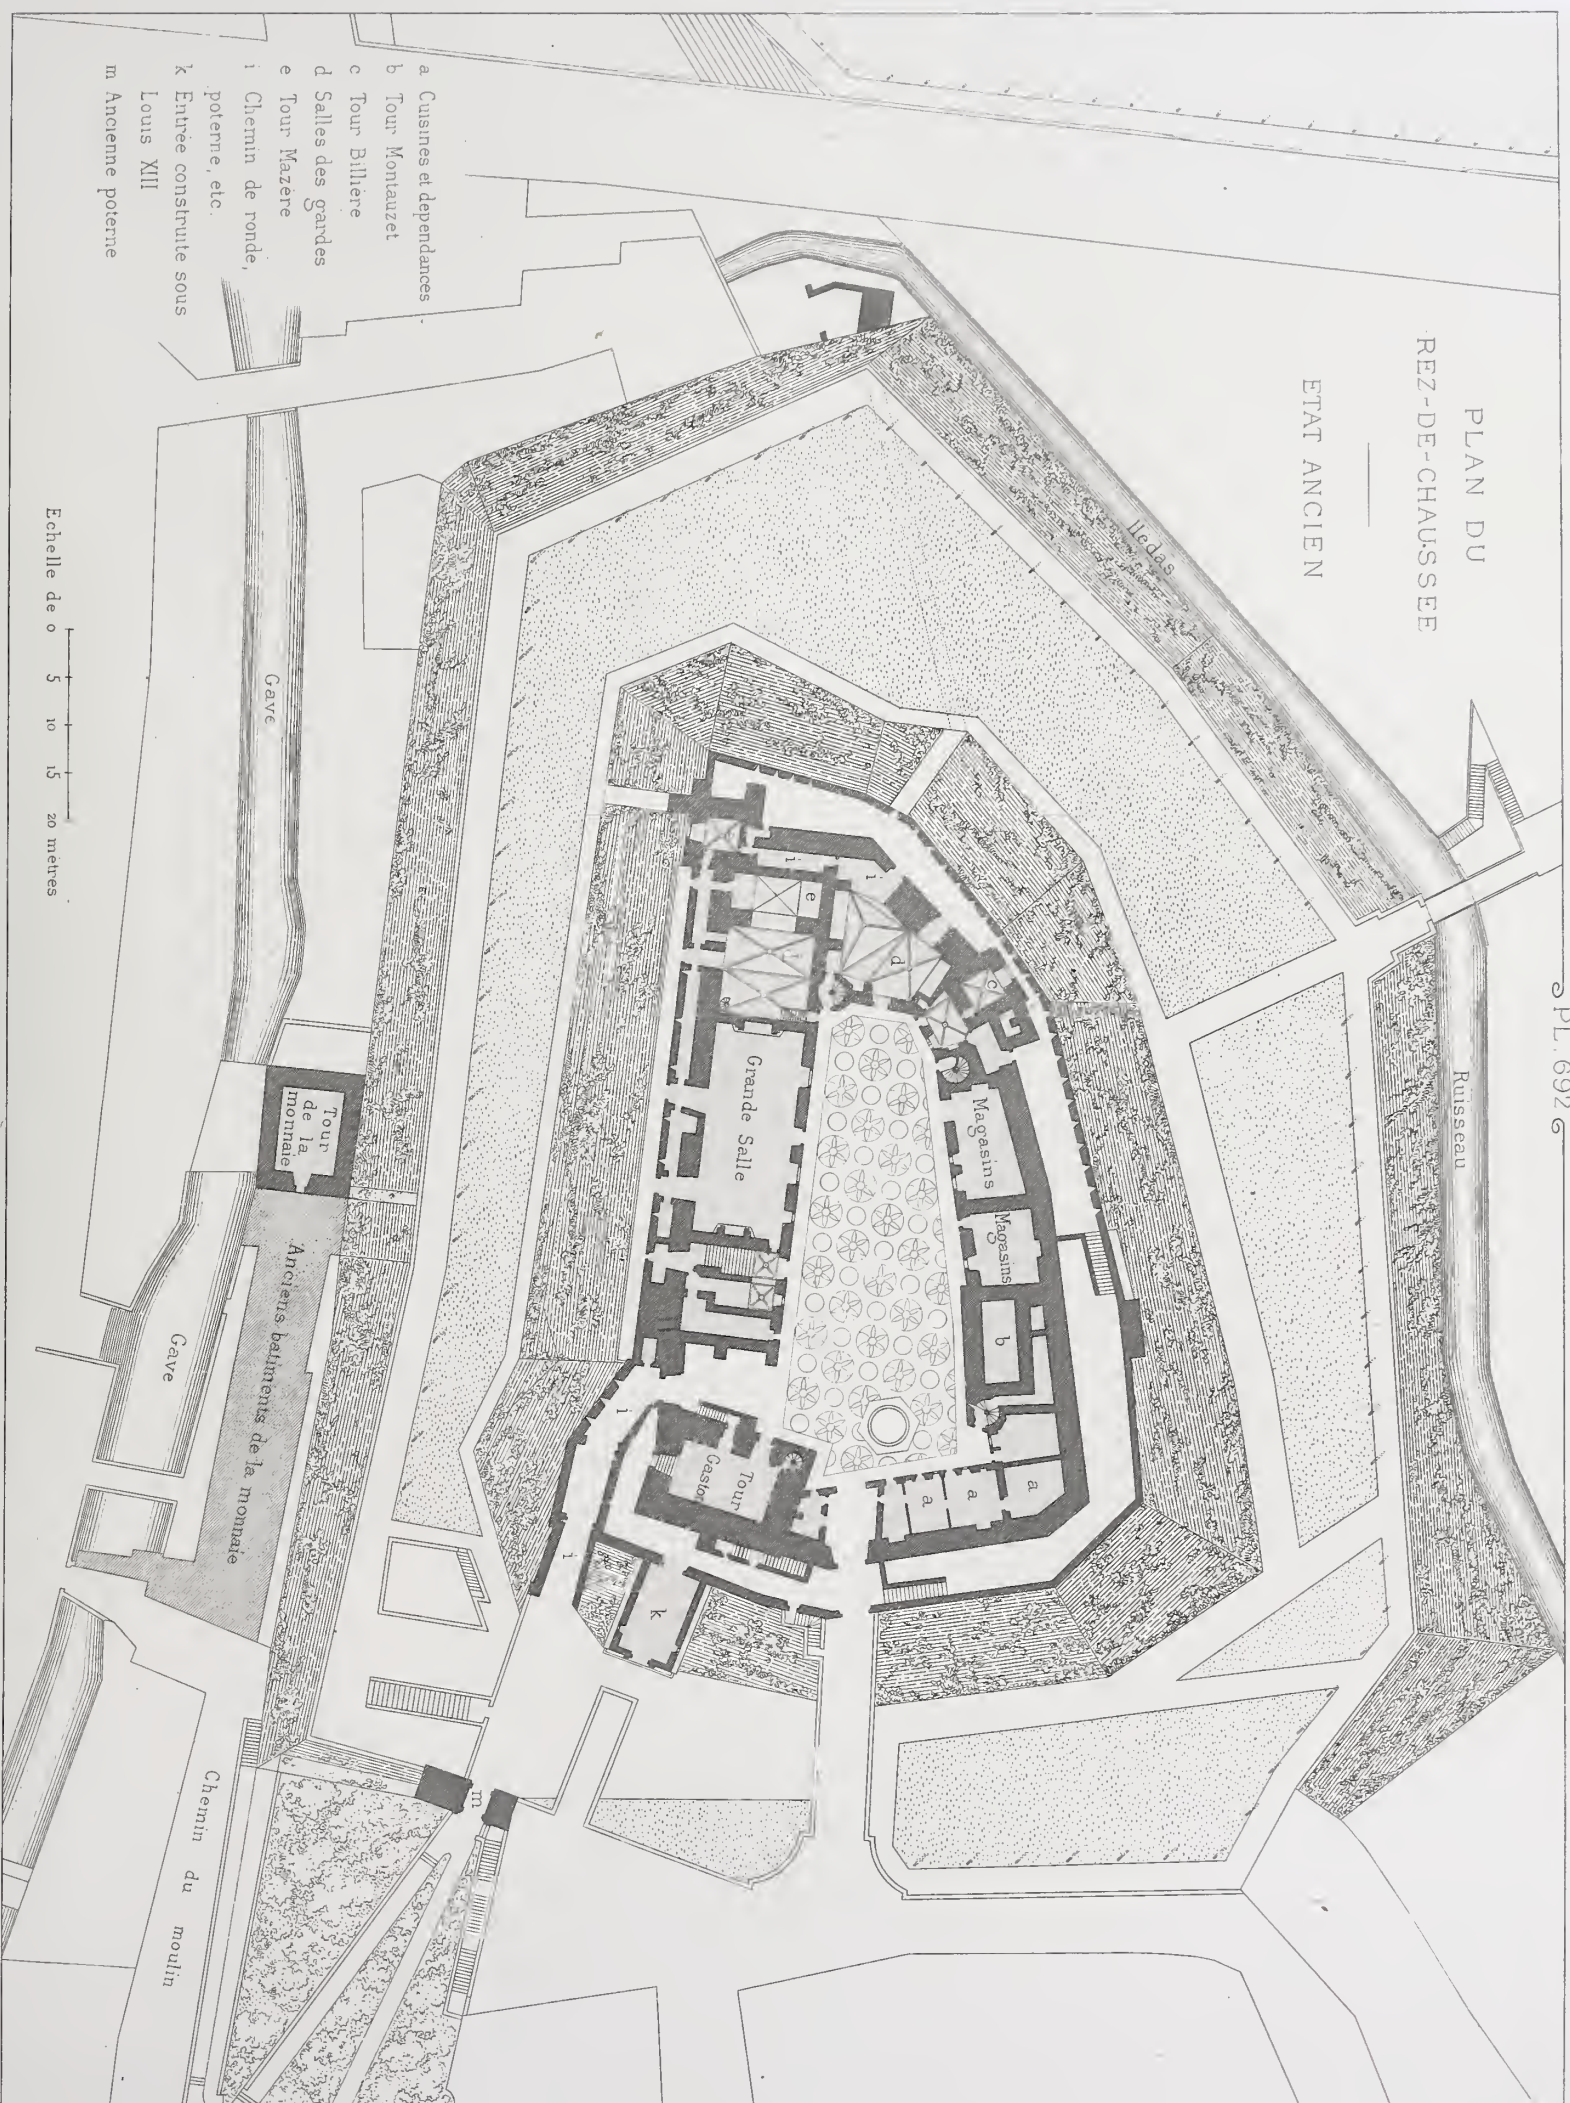 PL. 692 6
PLAN DU
REZ-DE-CHAUSSEE
ETAT ANCIEN
Hedas
Ruisseau
a Cuisines et dependances
b Tour Montauzet
c Tour Billière
d Salles des gardes
e Tour Mazère
i Chemin de ronde,
poterne, etc.
k Entrée construite sous
Louis XIII
m Ancienne poterne
c
d
i
i
e
Magasins
Magasins
b
a
a
a
Grande Salle
Tour
Gaston
i
i
k
m
Tour
de la
monnaie
Anciens batiments de la monnaie
Gave
Gave
Chemin du moulin
Echelle de 0 5 10 15 20 mètres